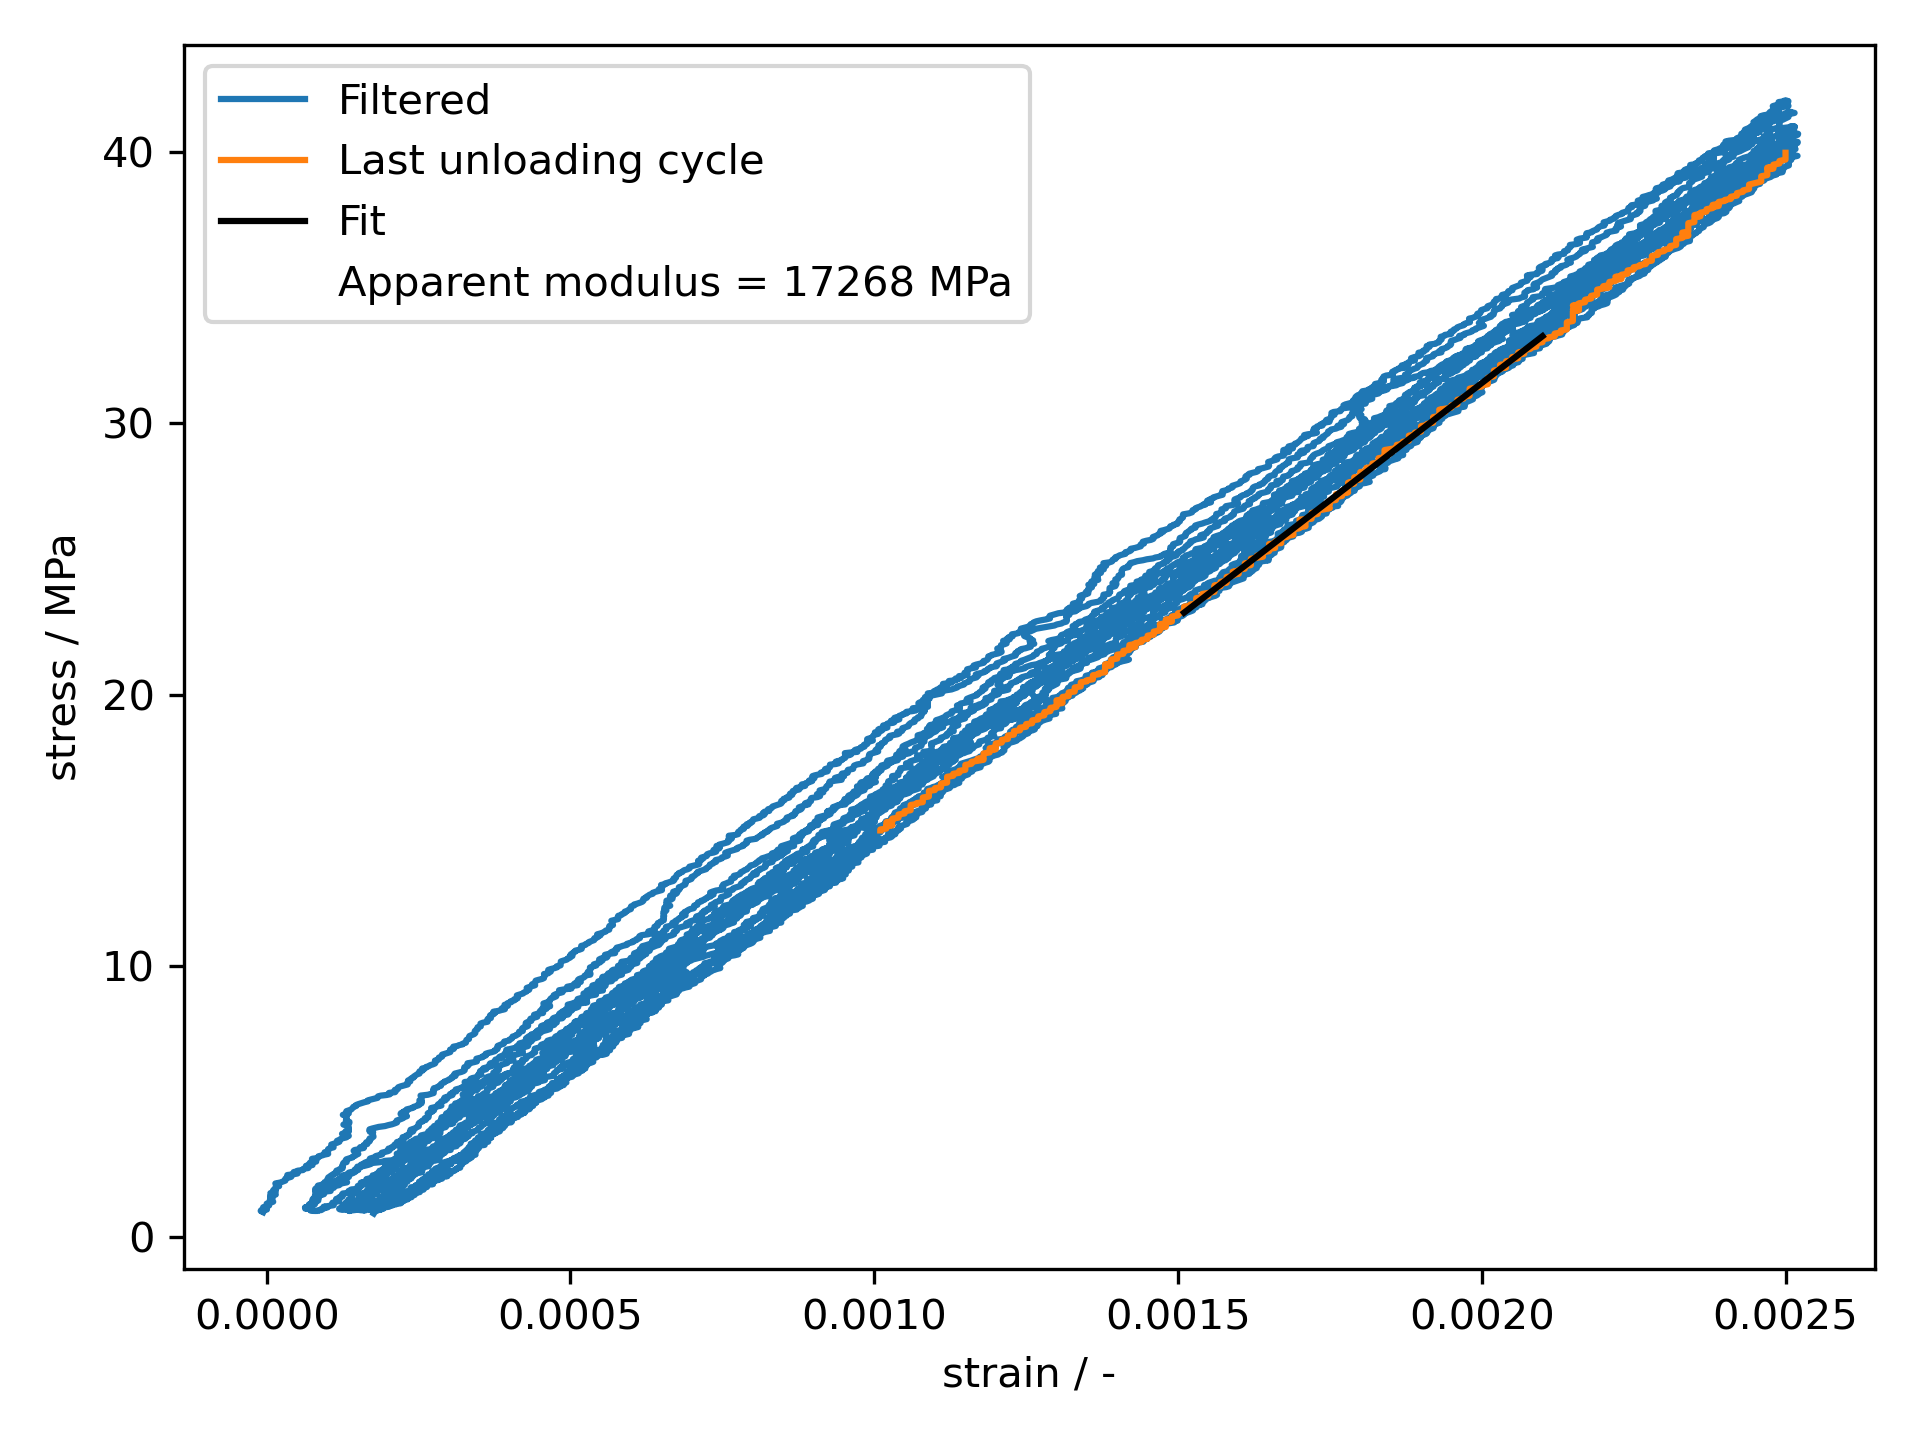 Filtered
Last unloading cycle
Fit
Apparent modulus = 17268 MPa
40
30
20
10
0
stress / MPa
0.0000 0.0005 0.0010 0.0015 0.0020 0.0025
strain / -